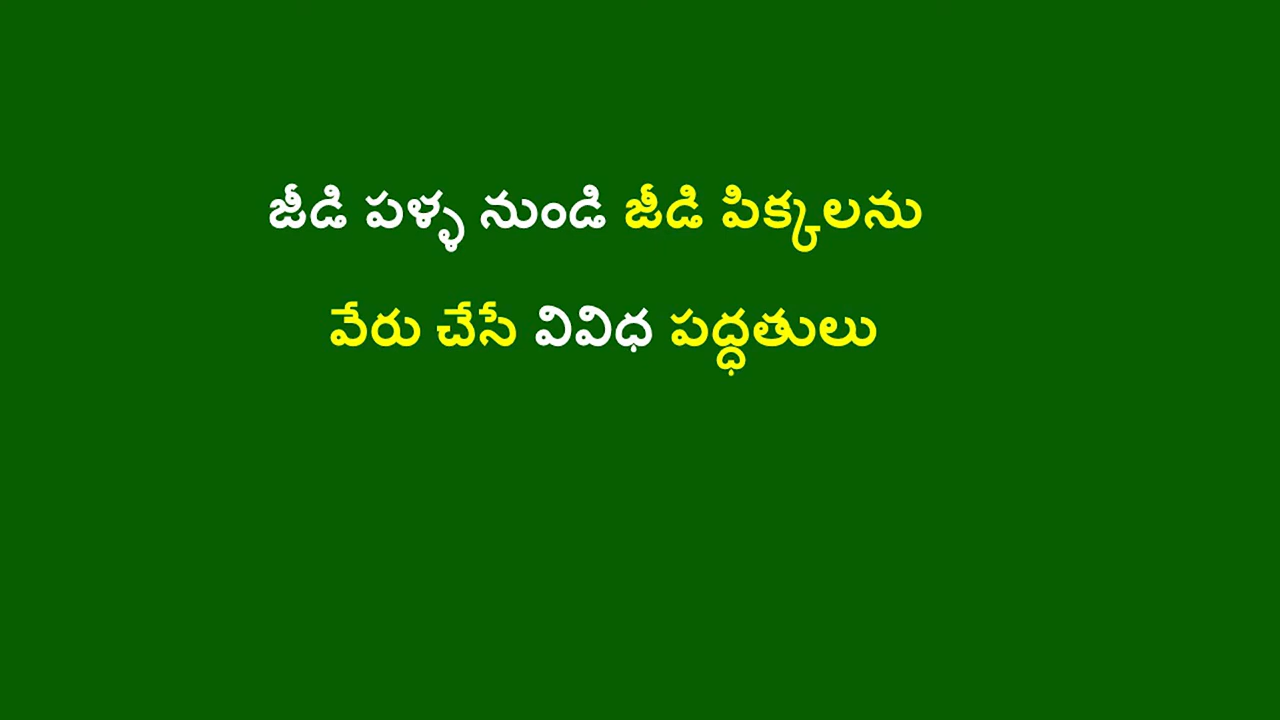 జీడి పళ్ళ నుండి జీడి పిక్కలను
వేరు చేసే వివిధ పద్ధతులు